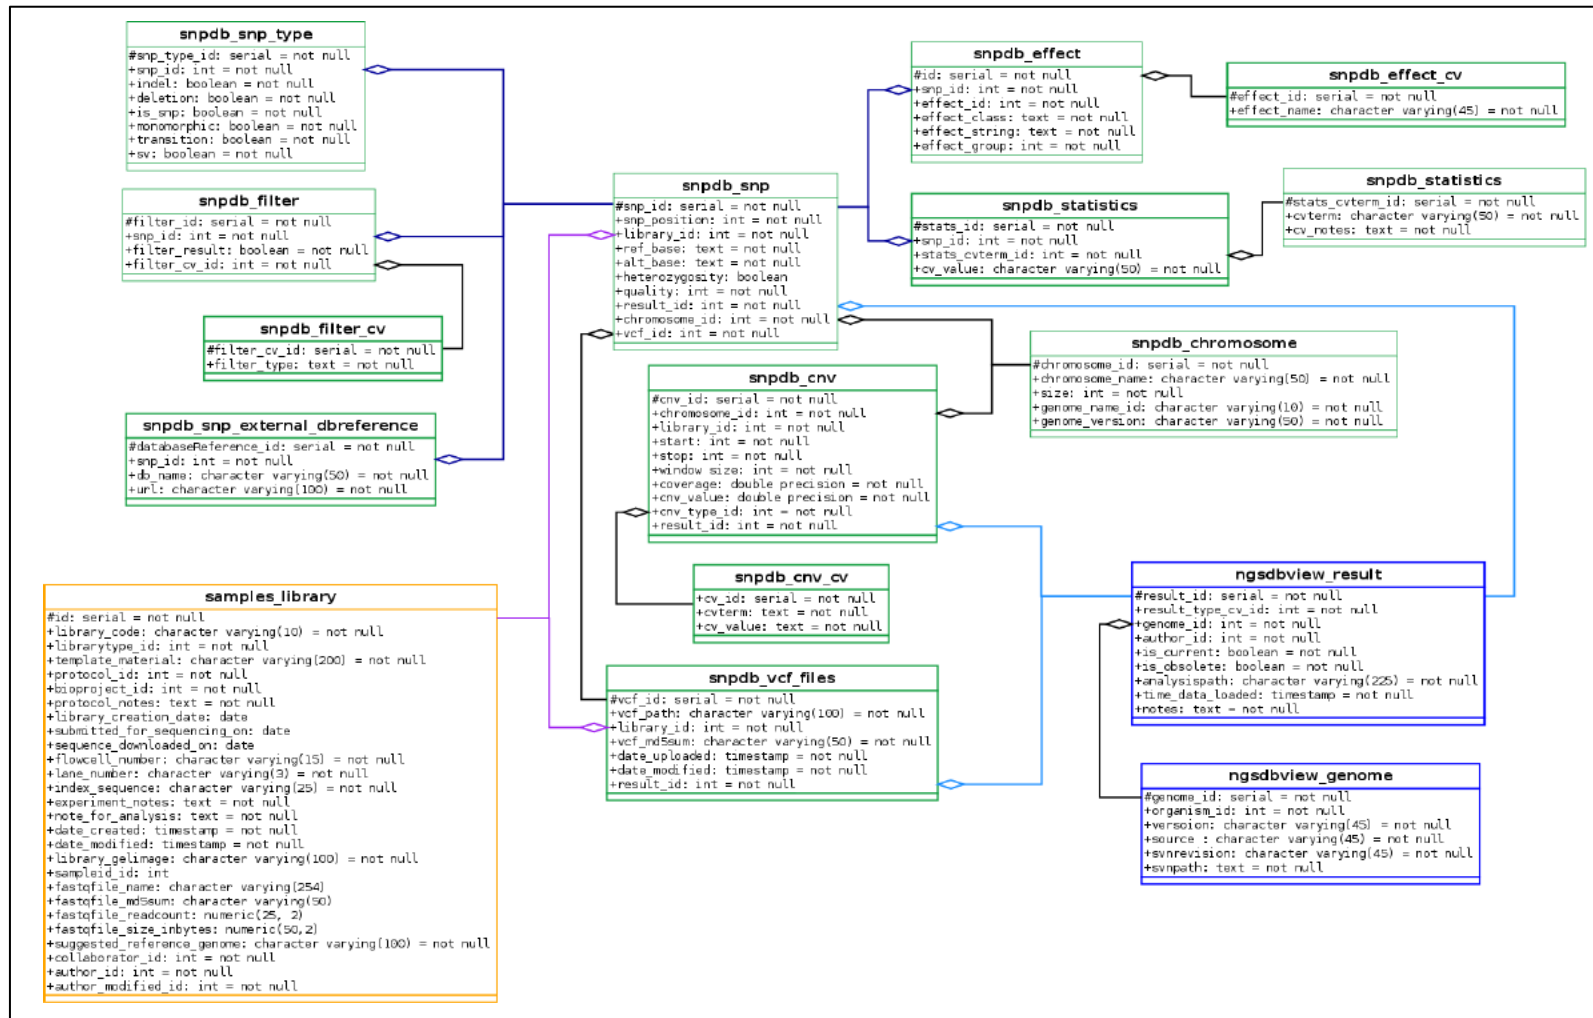 snpdb_snp_type
#snp_type_id: serial = not null
+snp_id: int = not null
+indel: boolean = not null
+deletion: boolean = not null
+is_snp: boolean = not null
+monomorphic: boolean = not null
+transition: boolean = not null
+sv: boolean = not null
snpdb_filter
#filter_id: serial = not null
+snp_id: int = not null
+filter_result: boolean = not null
+filter_cv_id: int = not null
snpdb_filter_cv
#filter_cv_id: serial = not null
+filter_type: text = not null
snpdb_snp_external_dbreference
#databaseReference_id: serial = not null
+snp_id: int = not null
+db_name: character varying(50) = not null
+url: character varying(100) = not null
samples_library
#id: serial = not null
+library_code: character varying(10) = not null
+librarytype_id: int = not null
+template_material: character varying(200) = not null
+protocol_id: int = not null
+bioproject_id: int = not null
+protocol_notes: text = not null
+library_creation_date: date
+submitted_for_sequencing_on: date
+sequence_downloaded_on: date
+flowcell_number: character varying(15) = not null
+lane_number: character varying(3) = not null
+index_sequence: character varying(25) = not null
+experiment_notes: text = not null
+note_for_analysis: text = not null
+date_created: timestamp = not null
+date_modified: timestamp = not null
+library_gelimage: character varying(100) = not null
+sampleid_id: int
+fastqfile_name: character varying(254)
+fastqfile_md5sum: character varying(50)
+fastqfile_readcount: numeric(25, 2)
+fastqfile_size_inbytes: numeric(50,2)
+suggested_reference_genome: character varying(100) = not null
+collaborator_id: int = not null
+author_id: int = not null
+author_modified_id: int = not null
snpdb_snp
#snp_id: serial = not null
+snp_position: int = not null
+library_id: int = not null
+ref_base: text = not null
+alt_base: text = not null
+heterozygosity: boolean
+quality: int = not null
+result_id: int = not null
+chromosome_id: int = not null
+vcf_id: int = not null
snpdb_cnv
#cnv_id: serial = not null
+chromosome_id: int = not null
+library_id: int = not null
+start: int = not null
+stop: int = not null
+window size: int = not null
+coverage: double precision = not null
+cnv_value: double precision = not null
+cnv_type_id: int = not null
+result_id: int = not null
snpdb_cnv_cv
+cv_id: serial = not null
+cvterm: text = not null
+cv_value: text = not null
snpdb_vcf_files
#vcf_id: serial = not null
+vcf_path: character varying(100) = not null
+library_id: int = not null
+vcf_md5sum: character varying(50) = not null
+date_uploaded: timestamp = not null
+date_modified: timestamp = not null
+result_id: int = not null
snpdb_effect
#id: serial = not null
+snp_id: int = not null
+effect_id: int = not null
+effect_class: text = not null
+effect_string: text = not null
+effect_group: int = not null
snpdb_effect_cv
#effect_id: serial = not null
+effect_name: character varying(45) = not null
snpdb_statistics
#stats_id: serial = not null
+snp_id: int = not null
+stats_cvterm_id: int = not null
+cv_value: character varying(50) = not null
snpdb_statistics
#stats_cvterm_id: serial = not null
+cvterm: character varying(50) = not null
+cv_notes: text = not null
snpdb_chromosome
#chromosome_id: serial = not null
+chromosome_name: character varying(50) = not null
+size: int = not null
+genome_name_id: character varying(10) = not null
+genome_version: character varying(50) = not null
ngsdbview_result
#result_id: serial = not null
+result_type_cv_id: int = not null
+genome_id: int = not null
+author_id: int = not null
+is_current: boolean = not null
+is_obsolete: boolean = not null
+analysispath: character varying(225) = not null
+time_data_loaded: timestamp = not null
+notes: text = not null
ngsdbview_genome
#genome_id: serial = not null
+organism_id: int = not null
+versoion: character varying(45) = not null
+source : character varying(45) = not null
+svnrevision: character varying(45) = not null
+svnpath: text = not null